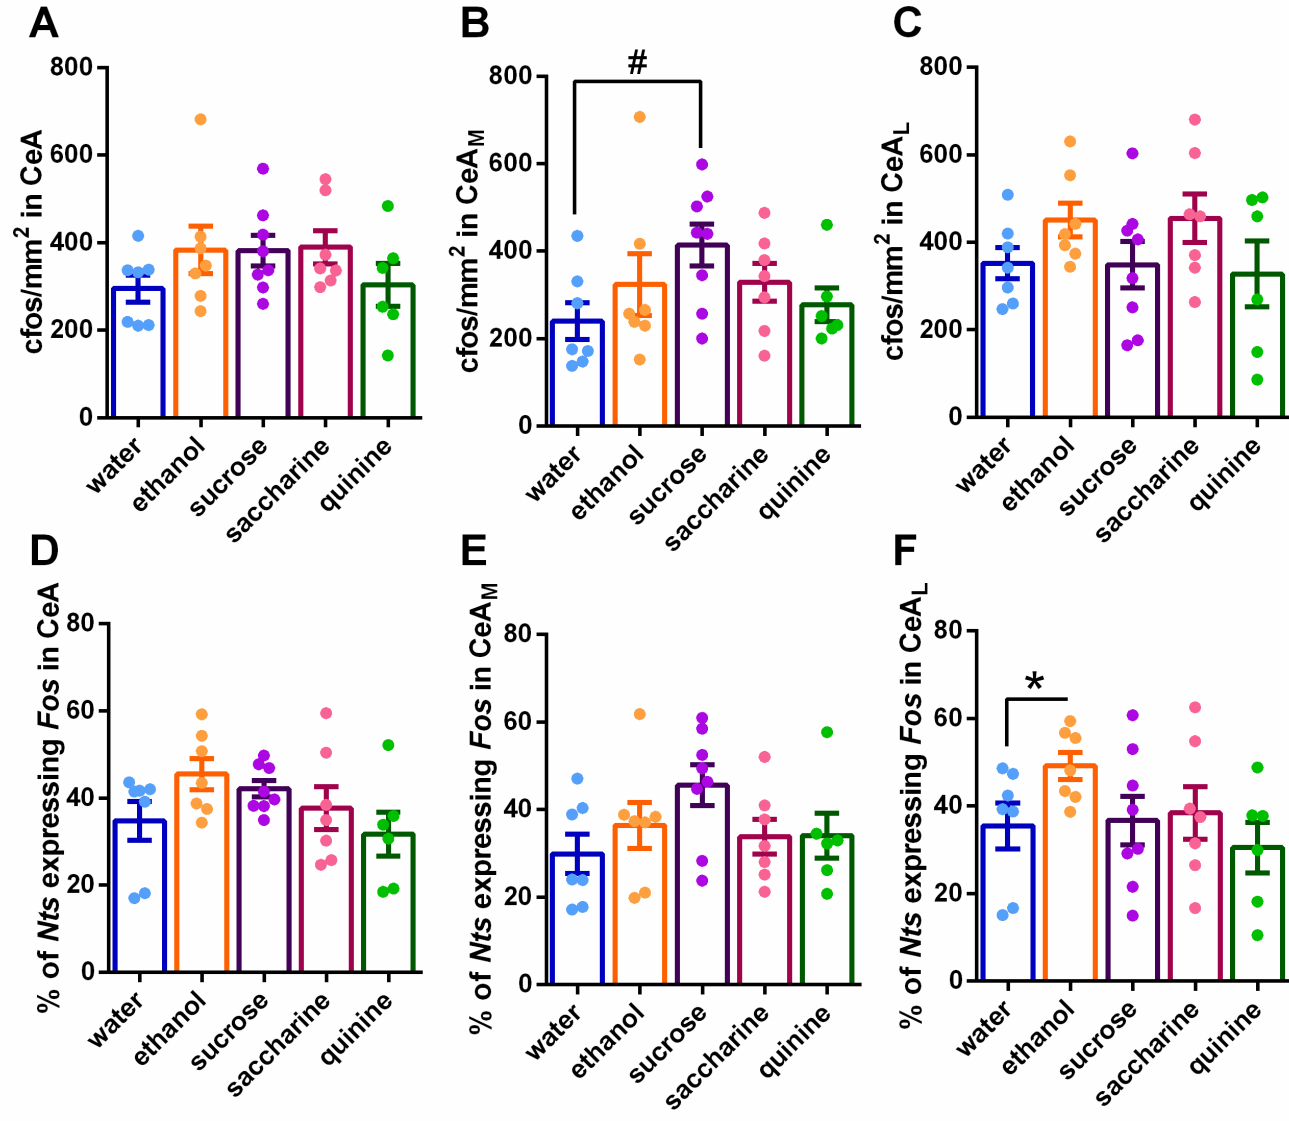 A
cfos/mm² in CeA
800
600
400
200
0
water
ethanol
sucrose
saccharine
quinine
B
#
cfos/mm² in CeA_M
800
600
400
200
0
water
ethanol
sucrose
saccharine
quinine
C
cfos/mm² in CeA_L
800
600
400
200
0
water
ethanol
sucrose
saccharine
quinine
D
% of Nts expressing Fos in CeA
80
60
40
20
0
water
ethanol
sucrose
saccharine
quinine
E
% of Nts expressing Fos in CeA_M
80
60
40
20
0
water
ethanol
sucrose
saccharine
quinine
F
*
% of Nts expressing Fos in CeA_L
80
60
40
20
0
water
ethanol
sucrose
saccharine
quinine